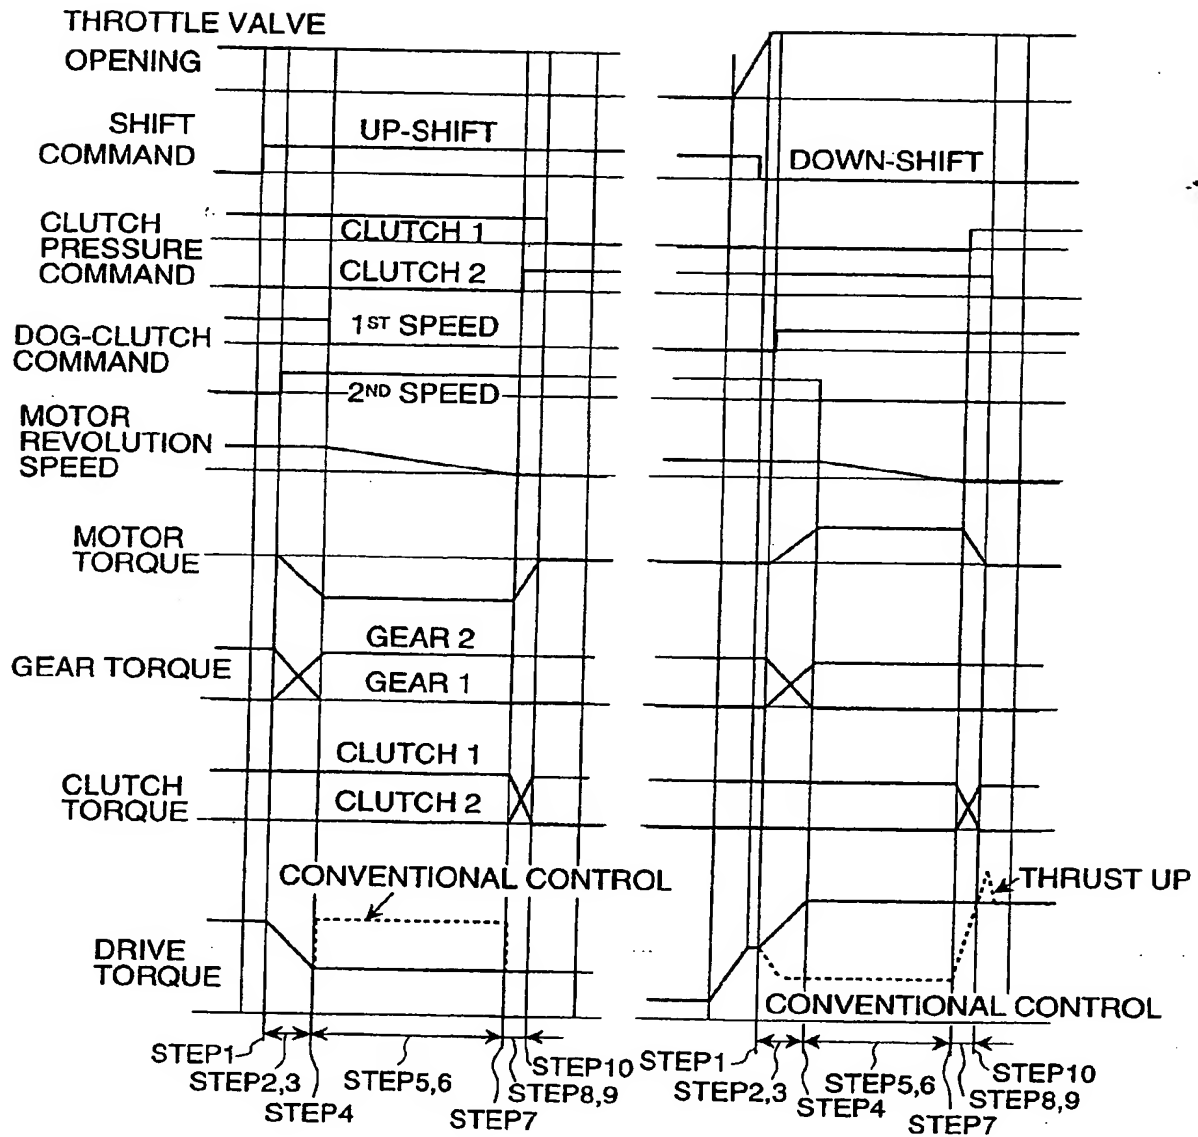 THROTTLE VALVE
OPENING
SHIFT
COMMAND
UP-SHIFT
DOWN-SHIFT
CLUTCH
PRESSURE
COMMAND
CLUTCH 1
CLUTCH 2
DOG-CLUTCH
COMMAND
1ST SPEED
2ND SPEED
MOTOR
REVOLUTION
SPEED
MOTOR
TORQUE
GEAR TORQUE
GEAR 2
GEAR 1
CLUTCH
TORQUE
CLUTCH 1
CLUTCH 2
CONVENTIONAL CONTROL
THRUST UP
DRIVE
TORQUE
CONVENTIONAL CONTROL
STEP1
STEP2,3
STEP4
STEP5,6
STEP7
STEP8,9
STEP10
STEP1
STEP2,3
STEP4
STEP5,6
STEP7
STEP8,9
STEP10